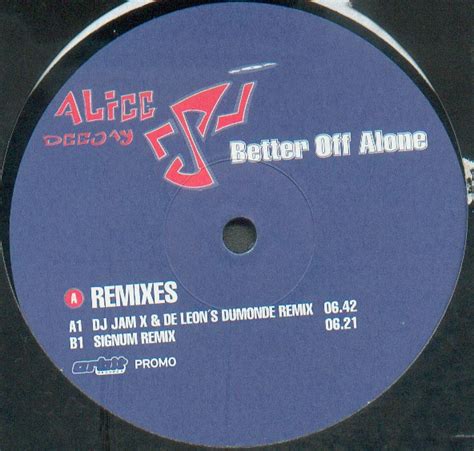 ALiCE
DEEJAY
Better Off Alone
A REMIXES
A1 DJ JAM X & DE LEON´S DUMONDE REMIX 06.42
B1 SIGNUM REMIX 06.21
PROMO